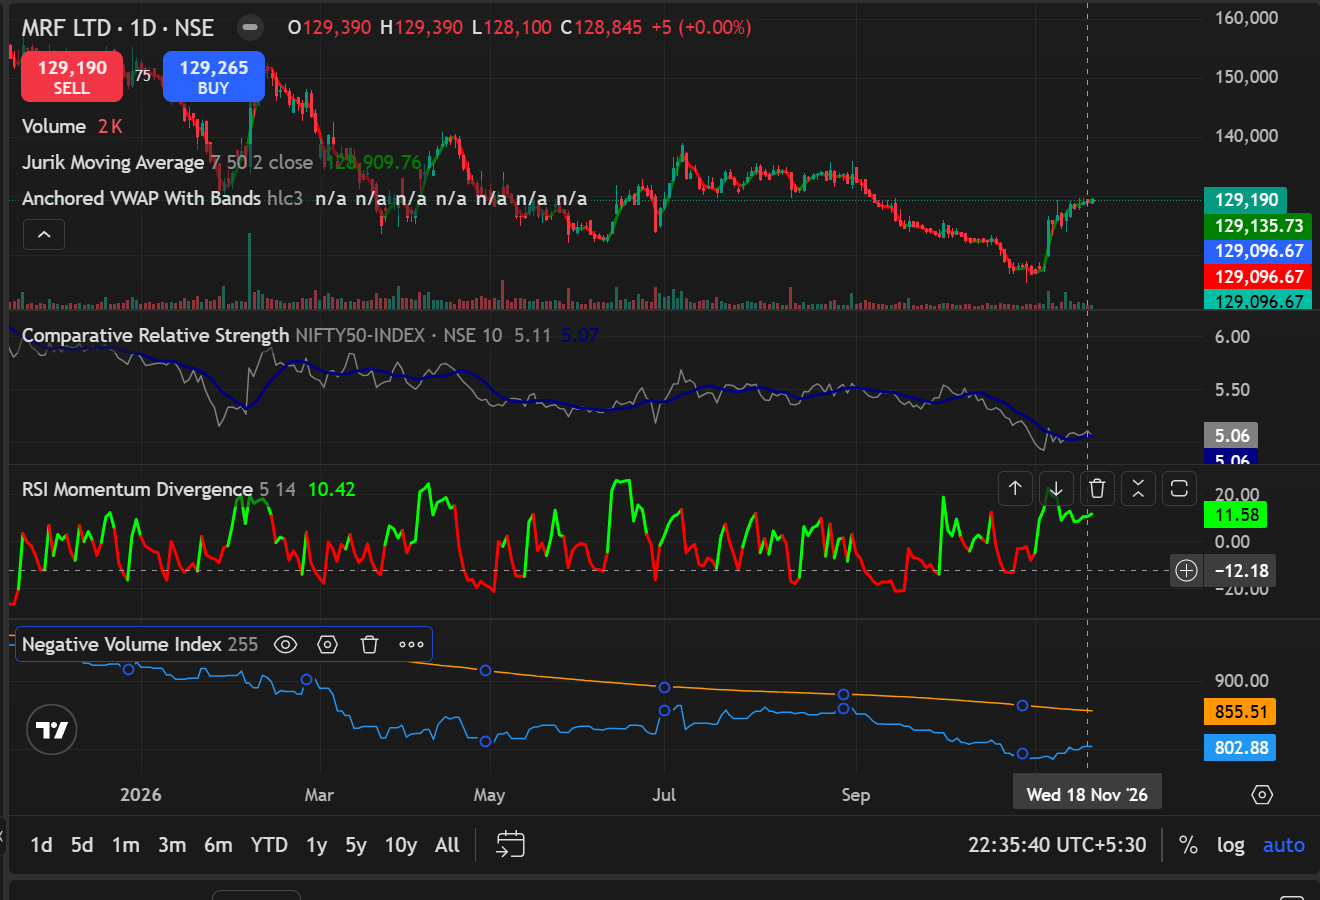 MRF LTD · 1D · NSE O129,390 H129,390 L128,100 C128,845 +5 (+0.00%)
129,190 SELL
75
129,265 BUY
Volume 2 K
Jurik Moving Average 7 50 2 close 128,909.76
Anchored VWAP With Bands hlc3 n/a n/a n/a n/a n/a n/a n/a
160,000
150,000
140,000
129,190
129,135.73
129,096.67
129,096.67
129,096.67
Comparative Relative Strength NIFTY50-INDEX · NSE 10 5.11 5.07
6.00
5.50
5.06
5.06
RSI Momentum Divergence 5 14 10.42
20.00
11.58
0.00
−12.18
−20.00
Negative Volume Index 255
900.00
855.51
802.88
2026 Mar May Jul Sep Wed 18 Nov '26
1d 5d 1m 3m 6m YTD 1y 5y 10y All 22:35:40 UTC+5:30 % log auto